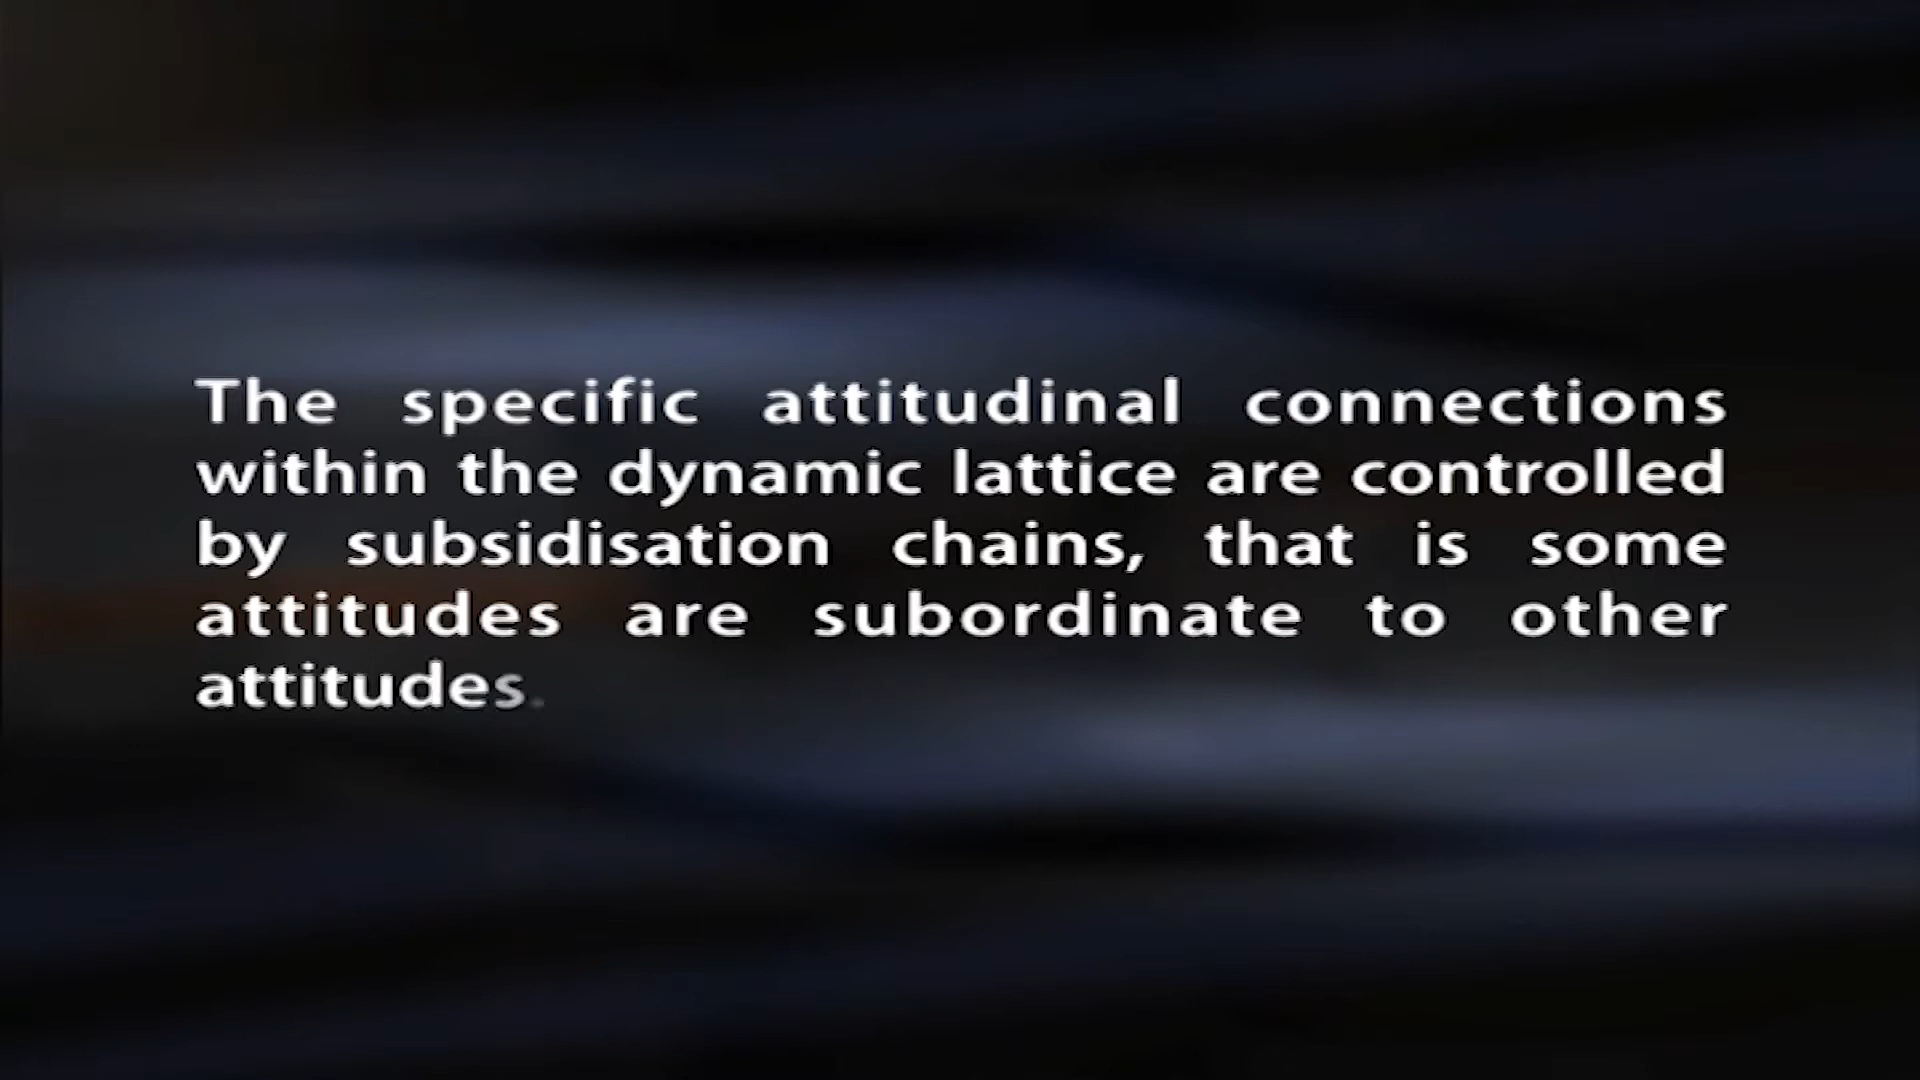 The specific attitudinal connections
within the dynamic lattice are controlled
by subsidisation chains, that is some
attitudes are subordinate to other
attitudes.